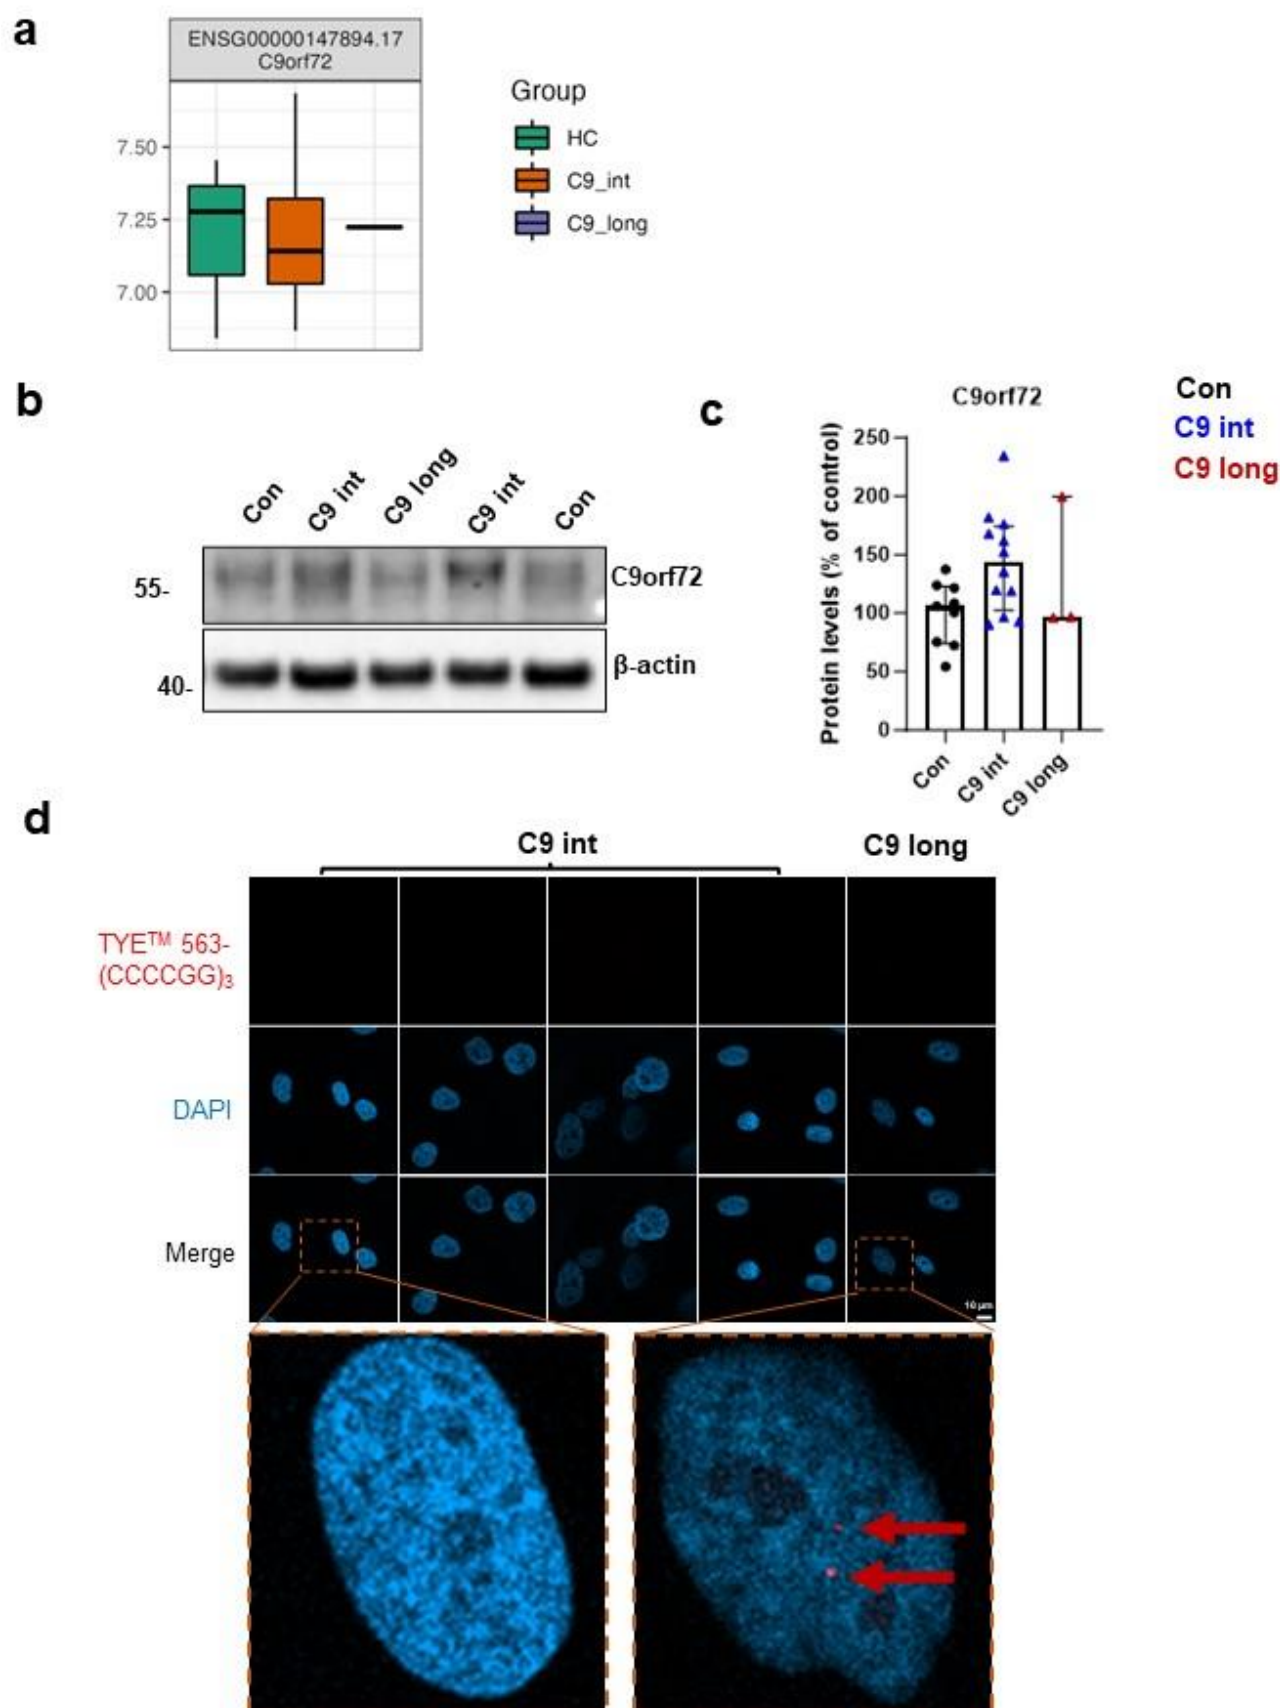 a
ENSG00000147894.17
C9orf72
7.50
7.25
7.00
Group
HC
C9_int
C9_long
b
Con
C9 int
C9 long
C9 int
Con
55-
C9orf72
40-
β-actin
c
C9orf72
Protein levels (% of control)
250
200
150
100
50
0
Con
C9 int
C9 long
Con
C9 int
C9 long
d
C9 int
C9 long
TYE™ 563-
(CCCCGG)₃
DAPI
Merge
10 µm